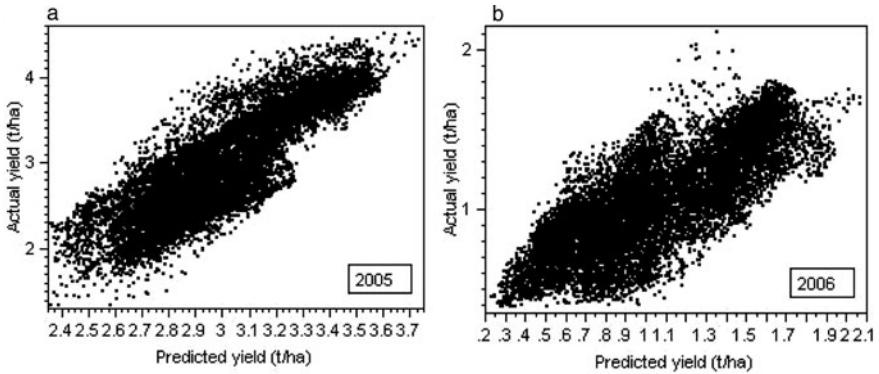 a
Actual yield (t/ha)
4
3
2
2005
2.4 2.5 2.6 2.7 2.8 2.9 3 3.1 3.2 3.3 3.4 3.5 3.6 3.7
Predicted yield (t/ha)
b
Actual yield (t/ha)
2
1
2006
.2 .3 .4 .5 .6 .7 .8 .9 1 1.1 1.3 1.5 1.7 1.9 2 2.1
Predicted yield (t/ha)